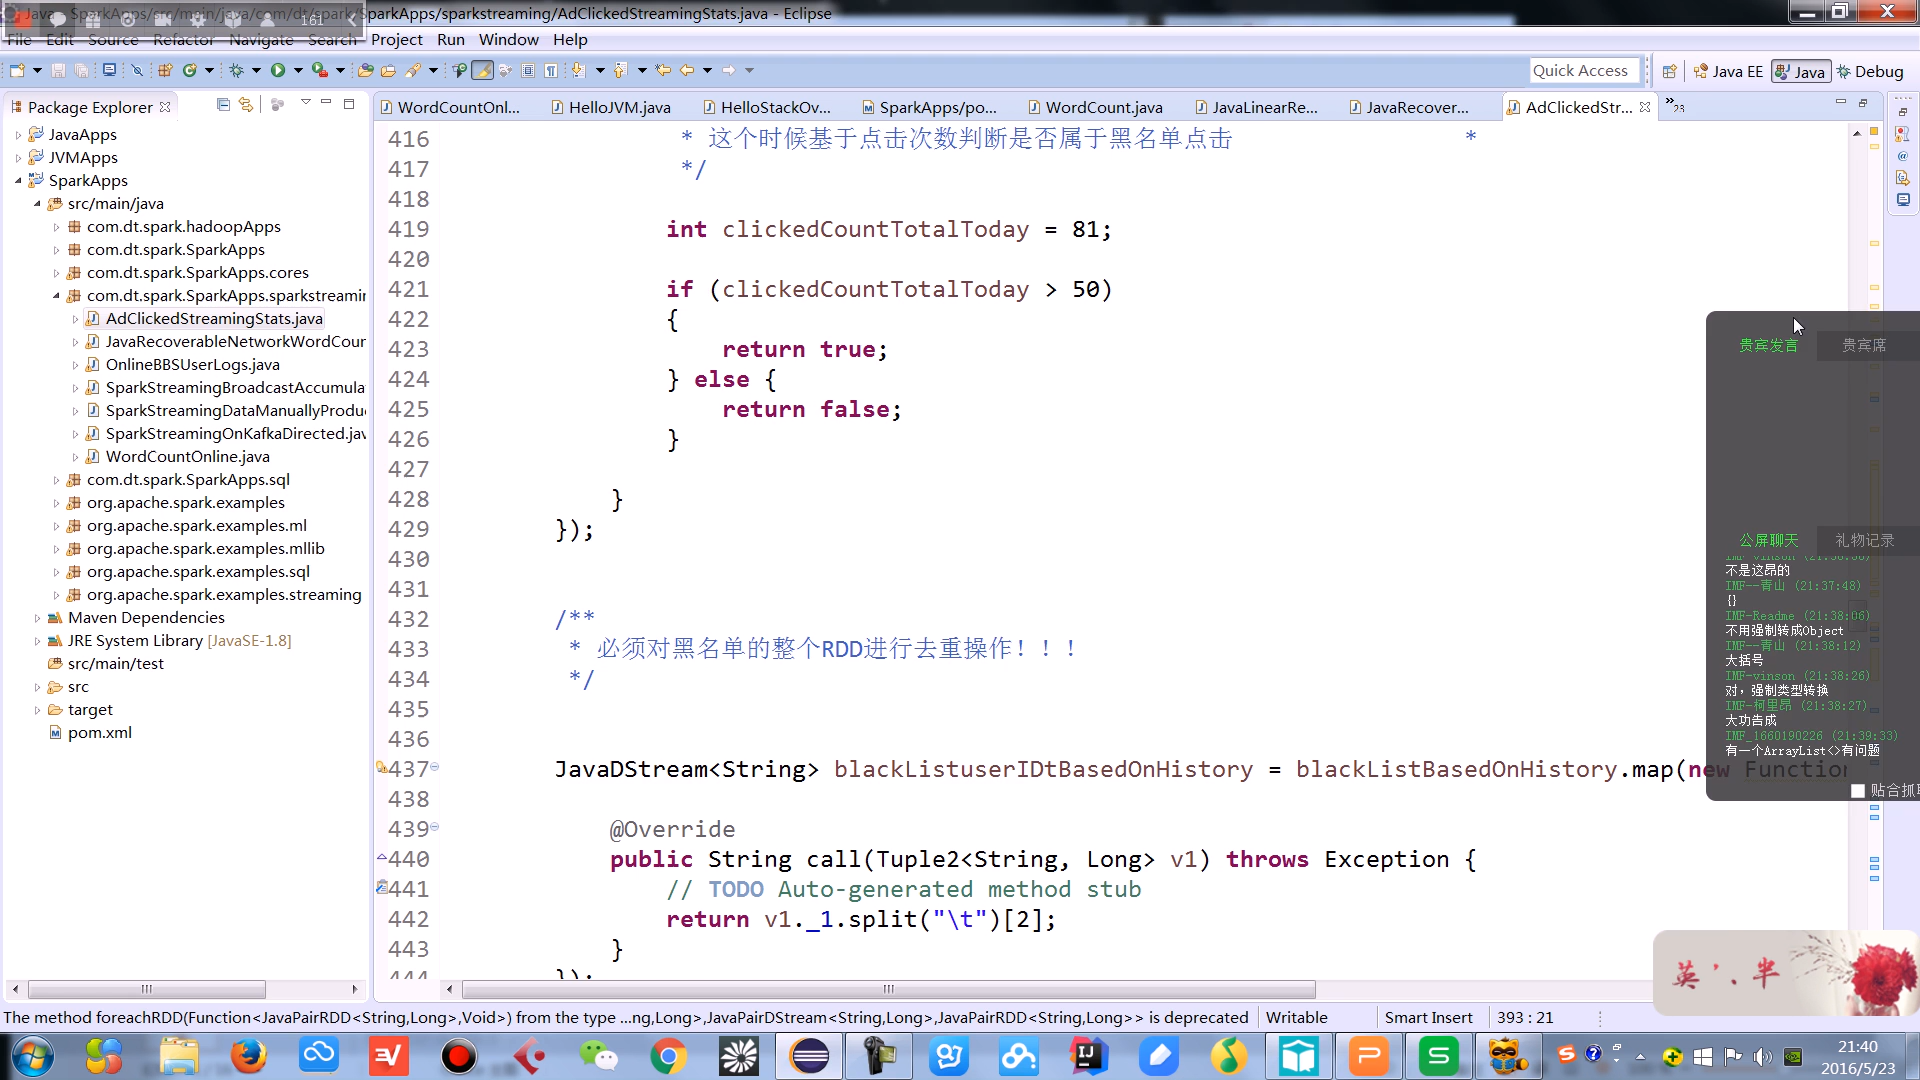 Java - SparkApps/src/main/java/com/dt/spark/SparkApps/sparkstreaming/AdClickedStreamingStats.java - Eclipse
161
File Edit Source Refactor Navigate Search Project Run Window Help
Quick Access
Java EE
Java
Debug
Package Explorer
WordCountOnl...
HelloJVM.java
HelloStackOv...
SparkApps/po...
WordCount.java
JavaLinearRe...
JavaRecover...
AdClickedStr...
»23
JavaApps
JVMApps
SparkApps
src/main/java
com.dt.spark.hadoopApps
com.dt.spark.SparkApps
com.dt.spark.SparkApps.cores
com.dt.spark.SparkApps.sparkstreamin
AdClickedStreamingStats.java
JavaRecoverableNetworkWordCour
OnlineBBSUserLogs.java
SparkStreamingBroadcastAccumula
SparkStreamingDataManuallyProdu
SparkStreamingOnKafkaDirected.jav
WordCountOnline.java
com.dt.spark.SparkApps.sql
org.apache.spark.examples
org.apache.spark.examples.ml
org.apache.spark.examples.mllib
org.apache.spark.examples.sql
org.apache.spark.examples.streaming
Maven Dependencies
JRE System Library [JavaSE-1.8]
src/main/test
src
target
pom.xml
416 * 这个时候基于点击次数判断是否属于黑名单点击 *
417 */
418
419 int clickedCountTotalToday = 81;
420
421 if (clickedCountTotalToday > 50)
422 {
423 return true;
424 } else {
425 return false;
426 }
427
428 }
429 });
430
431
432 /**
433 * 必须对黑名单的整个RDD进行去重操作！！！
434 */
435
436
437 JavaDStream<String> blackListuserIDtBasedOnHistory = blackListBasedOnHistory.map(new Function
438
439 @Override
440 public String call(Tuple2<String, Long> v1) throws Exception {
441 // TODO Auto-generated method stub
442 return v1._1.split("\t")[2];
443 }
444 });
贵宾发言
贵宾席
公屏聊天
礼物记录
不是这昂的
IMF--青山 (21:37:48)
{}
IMF-Readme (21:38:06)
不用强制转成Object
IMF--青山 (21:38:12)
大括号
IMF-vinson (21:38:26)
对，强制类型转换
IMF-柯里昂 (21:38:27)
大功告成
IMF_1660190226 (21:39:33)
有一个ArrayList<>有问题
贴合抓
英 ' 、半
The method foreachRDD(Function<JavaPairRDD<String,Long>,Void>) from the type ...ng,Long>,JavaPairDStream<String,Long>,JavaPairRDD<String,Long>> is deprecated
Writable
Smart Insert
393 : 21
21:40
2016/5/23